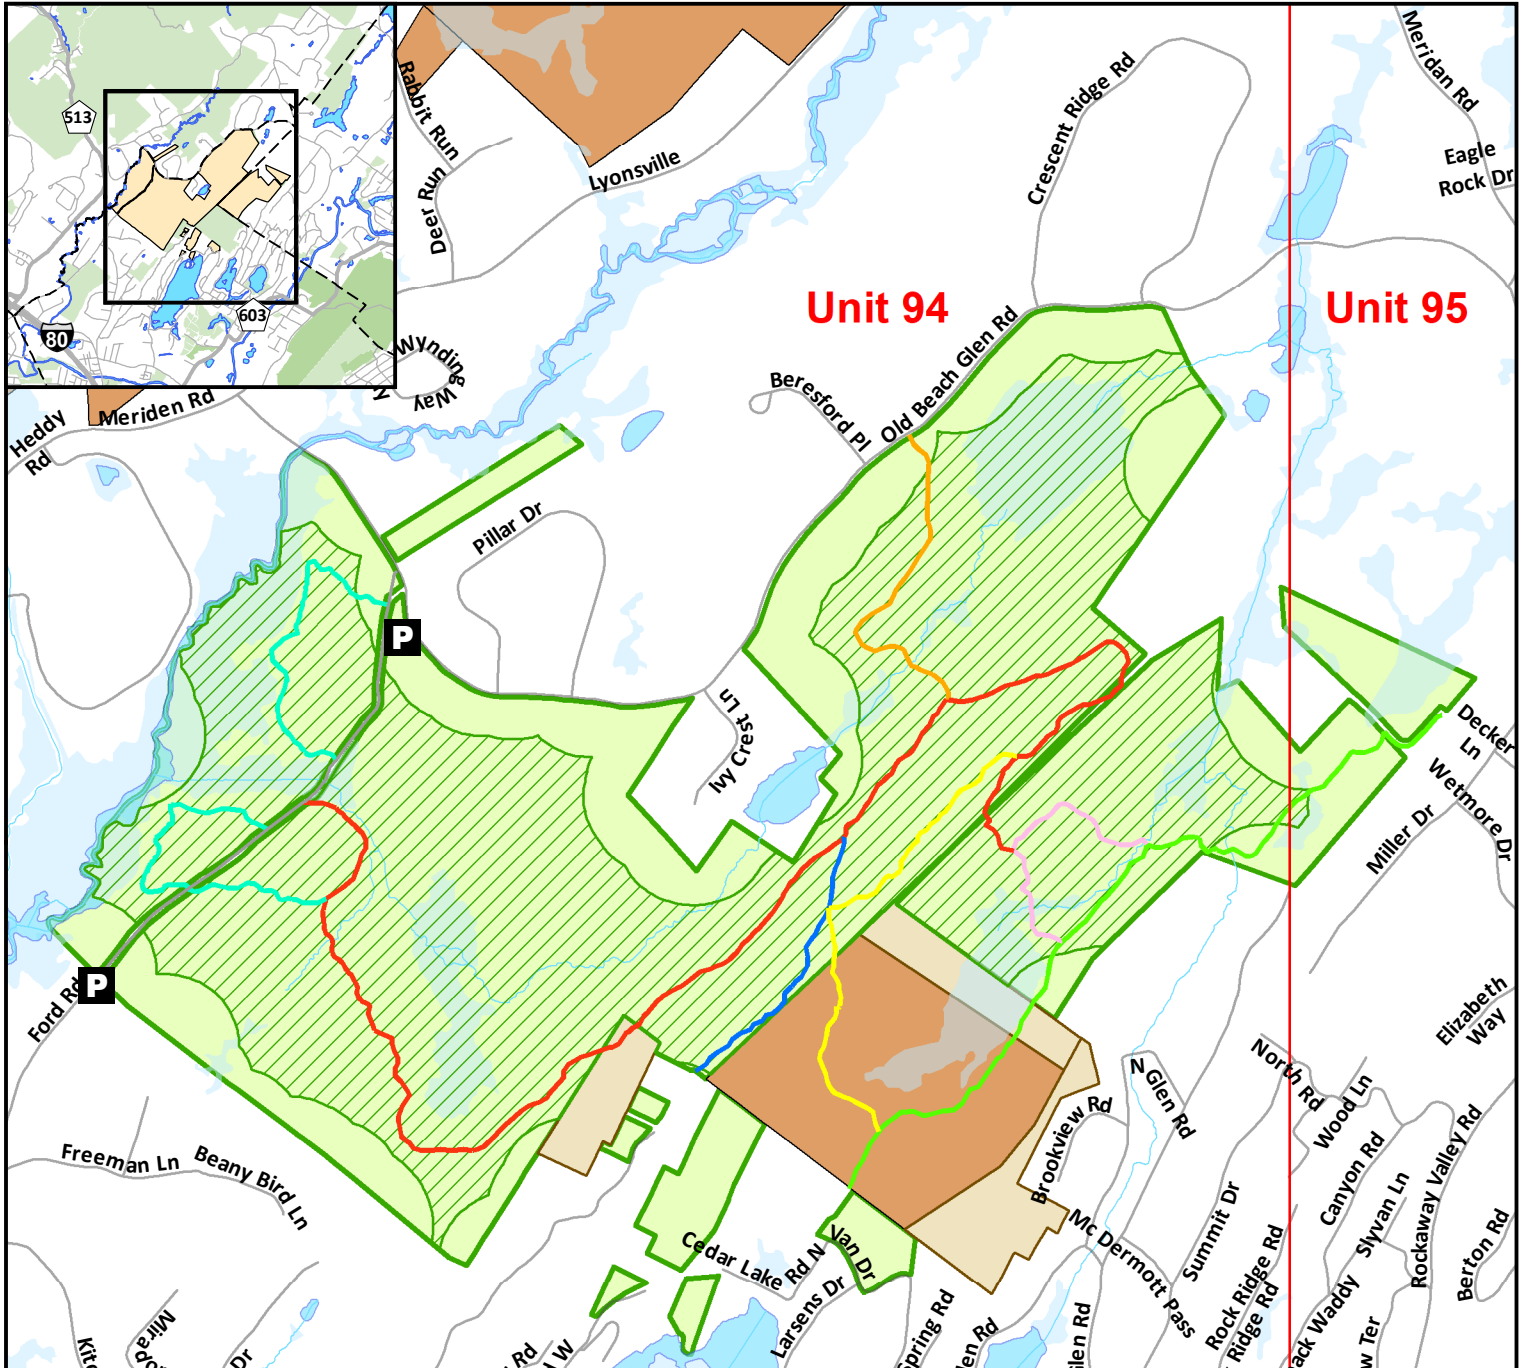 513
603
80
Rabbit Run
Deer Run
Lyonsville
Crescent Ridge Rd
Meridan Rd
Eagle
Rock Dr
Unit 94
Unit 95
Wynding
Way
Meriden Rd
Heddy
Rd
Old Beach Glen Rd
Beresford Pl
Pillar Dr
P
Ivy Crest Ln
Decker
Ln
Wetmore Dr
Miller Dr
P
Ford Rd
Elizabeth
Way
North Rd
Wood Ln
N Glen Rd
Brookview Rd
Canyon Rd
Slyvan Ln
Rockaway Valley Rd
Berton Rd
Freeman Ln
Beany Bird Ln
Summit Dr
Mc Dermott Pass
Rock Ridge Rd
Ridge Rd
Cedar Lake Rd N
Van Dr
Larsens Dr
Spring Rd
Rd
Dr